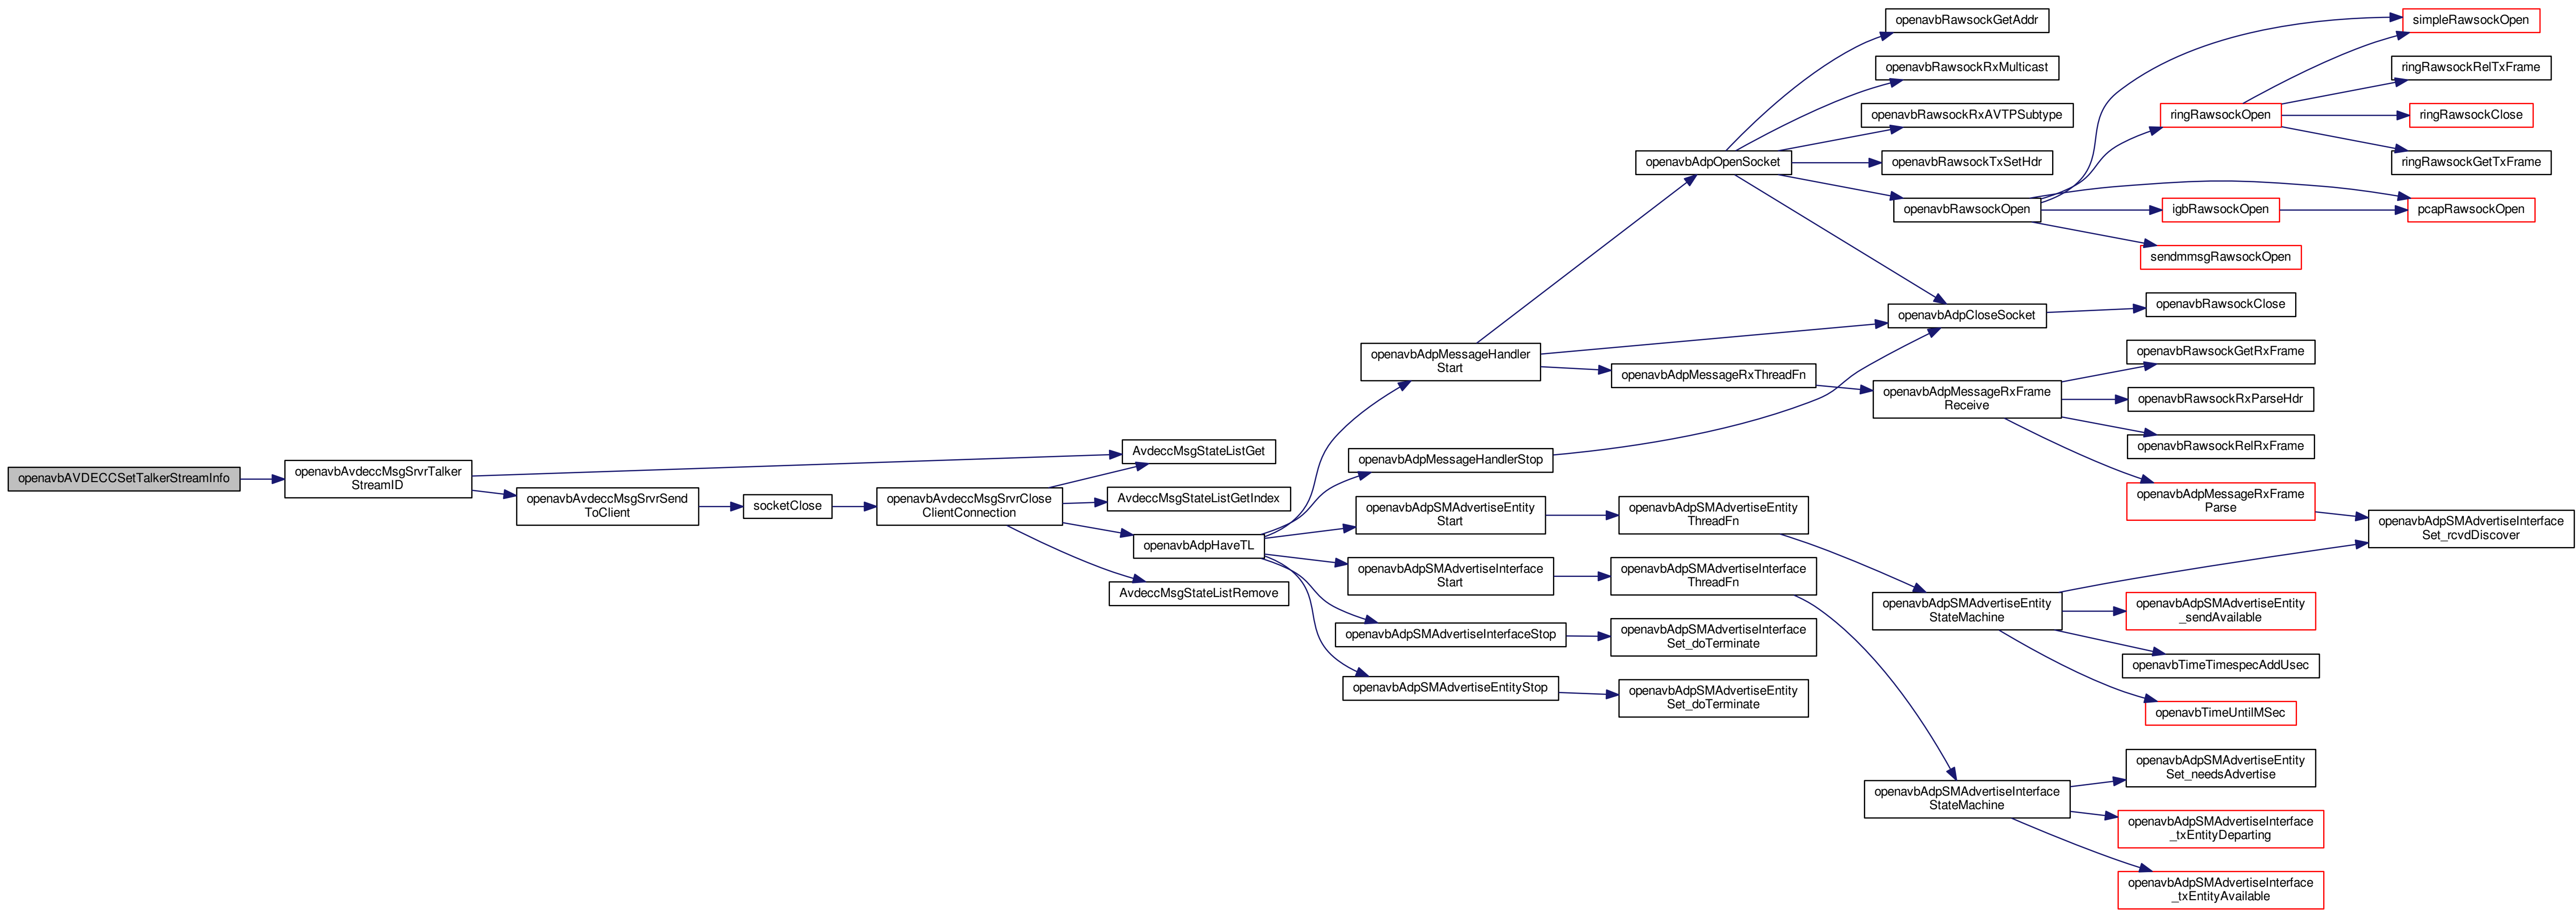 openavbAVDECCSetTalkerStreamInfo
openavbAvdeccMsgSrvrTalker
StreamID
openavbAvdeccMsgSrvrSend
ToClient
socketClose
openavbAvdeccMsgSrvrClose
ClientConnection
AvdeccMsgStateListGet
AvdeccMsgStateListGetIndex
openavbAdpHaveTL
AvdeccMsgStateListRemove
openavbAdpMessageHandler
Start
openavbAdpMessageHandlerStop
openavbAdpSMAdvertiseEntity
Start
openavbAdpSMAdvertiseInterface
Start
openavbAdpSMAdvertiseInterfaceStop
openavbAdpSMAdvertiseEntityStop
openavbAdpOpenSocket
openavbAdpMessageRxThreadFn
openavbAdpSMAdvertiseEntity
ThreadFn
openavbAdpSMAdvertiseInterface
ThreadFn
openavbAdpSMAdvertiseInterface
Set_doTerminate
openavbAdpSMAdvertiseEntity
Set_doTerminate
openavbRawsockGetAddr
openavbRawsockRxMulticast
openavbRawsockRxAVTPSubtype
openavbRawsockTxSetHdr
openavbRawsockOpen
openavbAdpCloseSocket
openavbAdpMessageRxFrame
Receive
openavbAdpSMAdvertiseEntity
StateMachine
openavbAdpSMAdvertiseInterface
StateMachine
ringRawsockOpen
igbRawsockOpen
sendmmsgRawsockOpen
openavbRawsockClose
openavbRawsockGetRxFrame
openavbRawsockRxParseHdr
openavbRawsockRelRxFrame
openavbAdpMessageRxFrame
Parse
openavbAdpSMAdvertiseEntity
_sendAvailable
openavbTimeTimespecAddUsec
openavbTimeUntilMSec
openavbAdpSMAdvertiseEntity
Set_needsAdvertise
openavbAdpSMAdvertiseInterface
_txEntityDeparting
openavbAdpSMAdvertiseInterface
_txEntityAvailable
simpleRawsockOpen
ringRawsockRelTxFrame
ringRawsockClose
ringRawsockGetTxFrame
pcapRawsockOpen
openavbAdpSMAdvertiseInterface
Set_rcvdDiscover